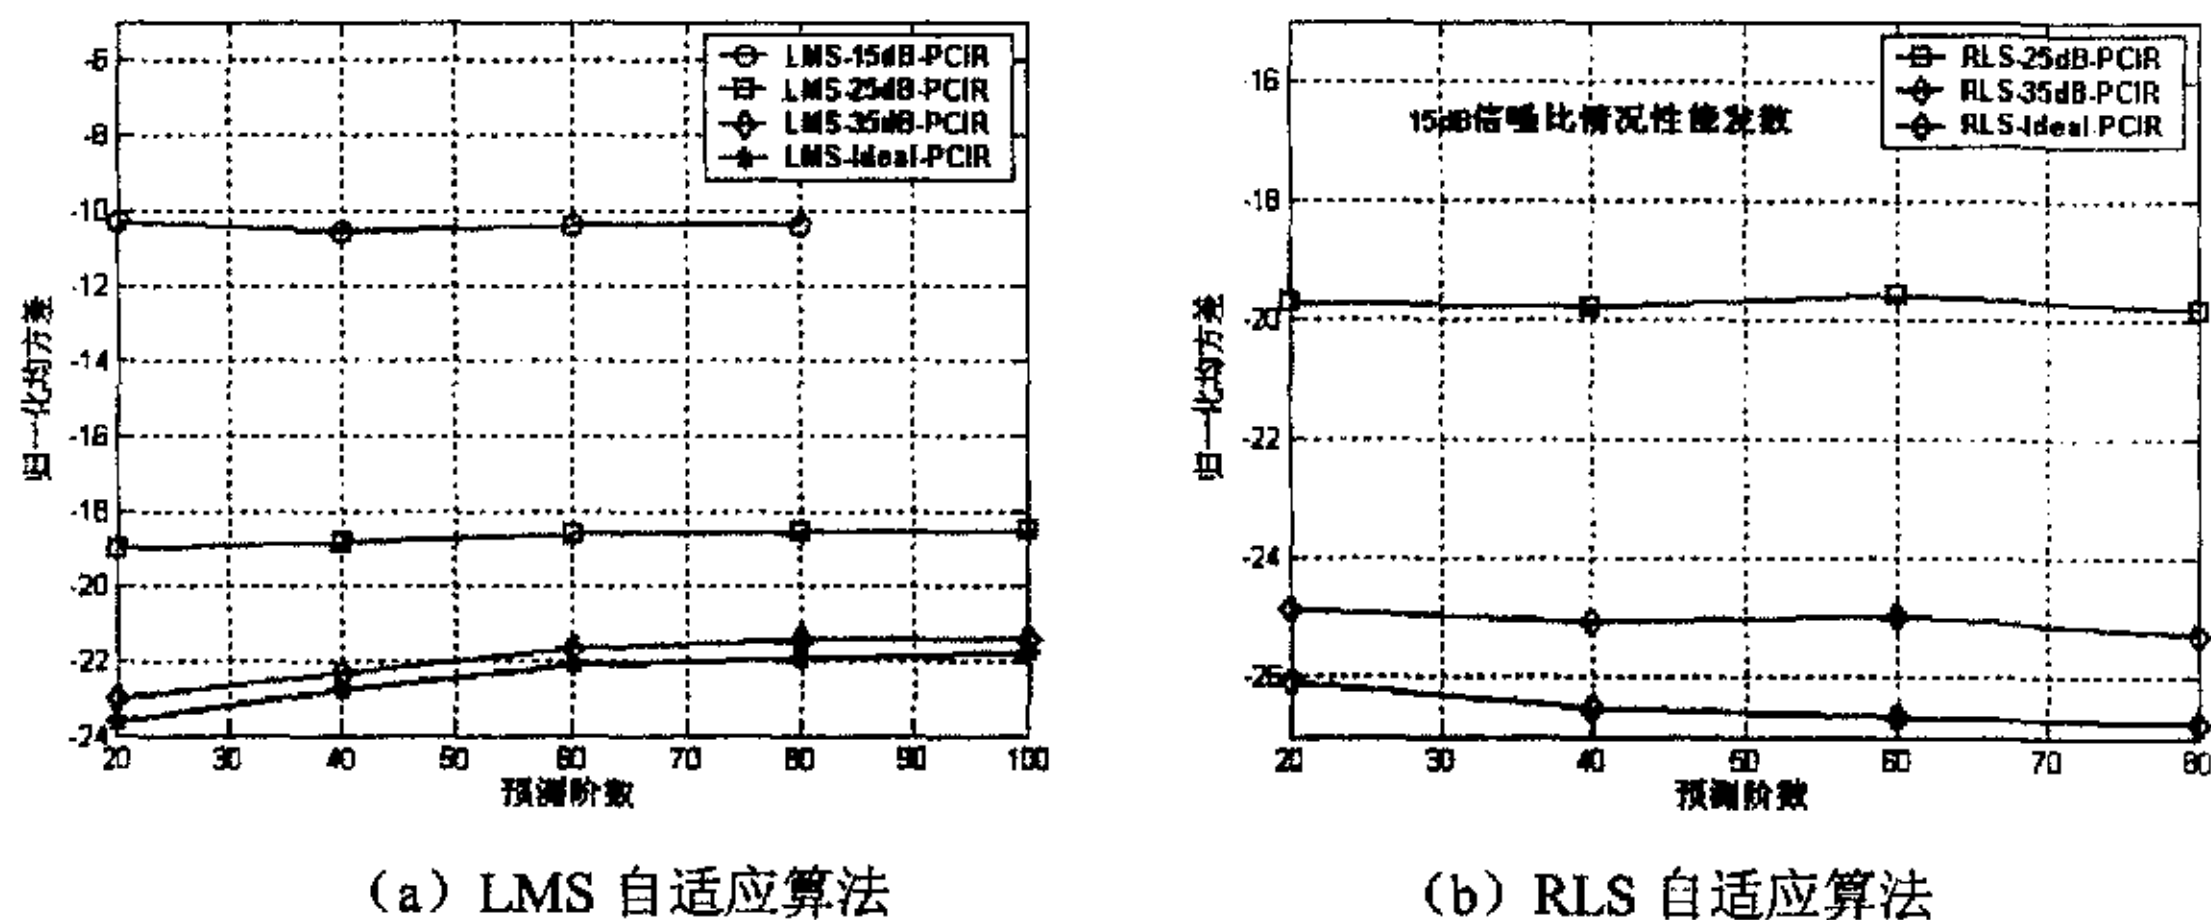 -6
-8
-10
-12
-14
-16
-18
-20
-22
-24
20 30 40 50 60 70 80 90 100
归一化均方差
预测阶数
LMS-15dB-PCIR
LMS-25dB-PCIR
LMS-35dB-PCIR
LMS-Ideal-PCIR
(a) LMS 自适应算法
-16
-18
-20
-22
-24
-26
20 30 40 50 60 70 80
归一化均方差
预测阶数
RLS-25dB-PCIR
RLS-35dB-PCIR
RLS-Ideal-PCIR
15dB信噪比情况性能发散
(b) RLS 自适应算法